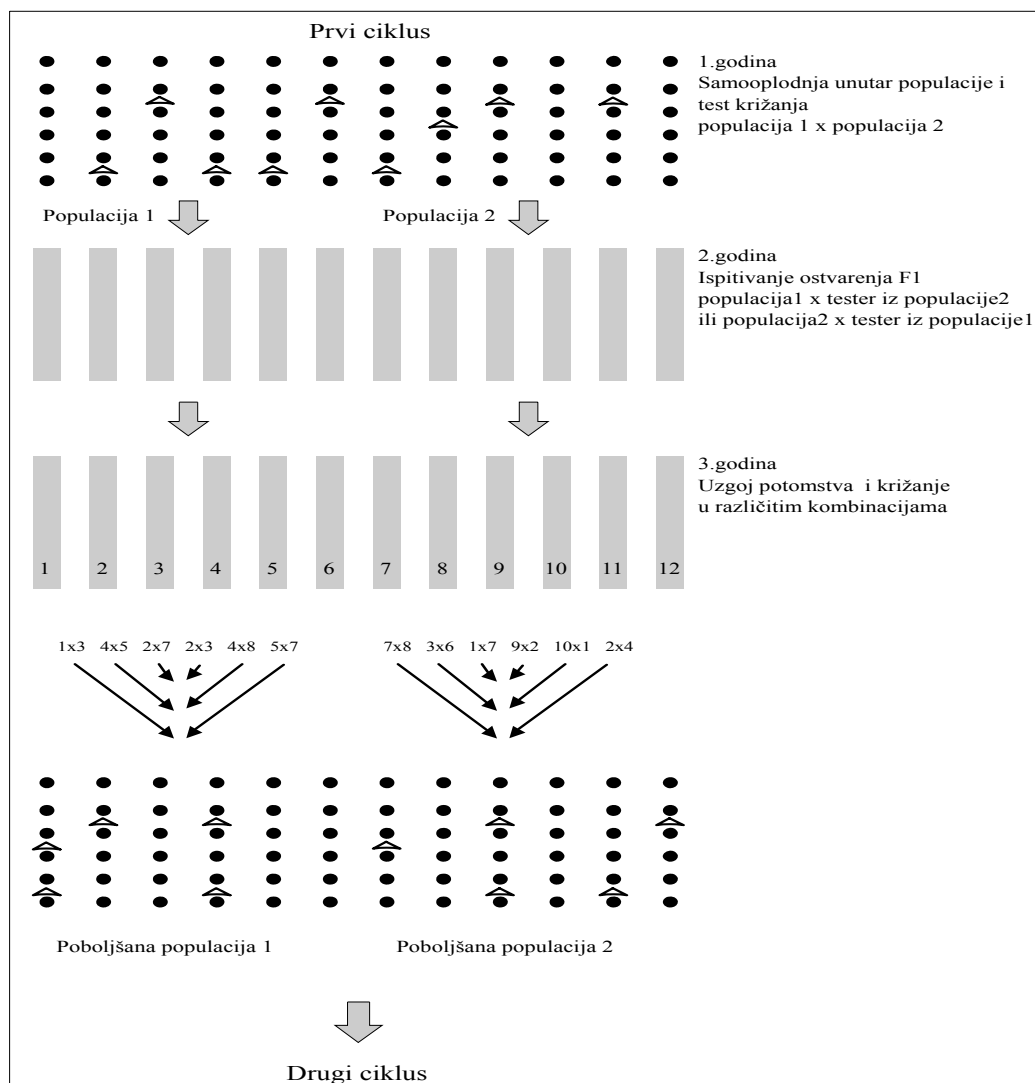 Prvi ciklus
1.godina
Samooplodnja unutar populacije i
test križanja
populacija 1 x populacija 2
Populacija 1
Populacija 2
2.godina
Ispitivanje ostvarenja F1
populacija1 x tester iz populacije2
ili populacija2 x tester iz populacije1
3.godina
Uzgoj potomstva i križanje
u različitim kombinacijama
1 2 3 4 5 6 7 8 9 10 11 12
1x3 4x5 2x7 2x3 4x8 5x7 7x8 3x6 1x7 9x2 10x1 2x4
Poboljšana populacija 1
Poboljšana populacija 2
Drugi ciklus